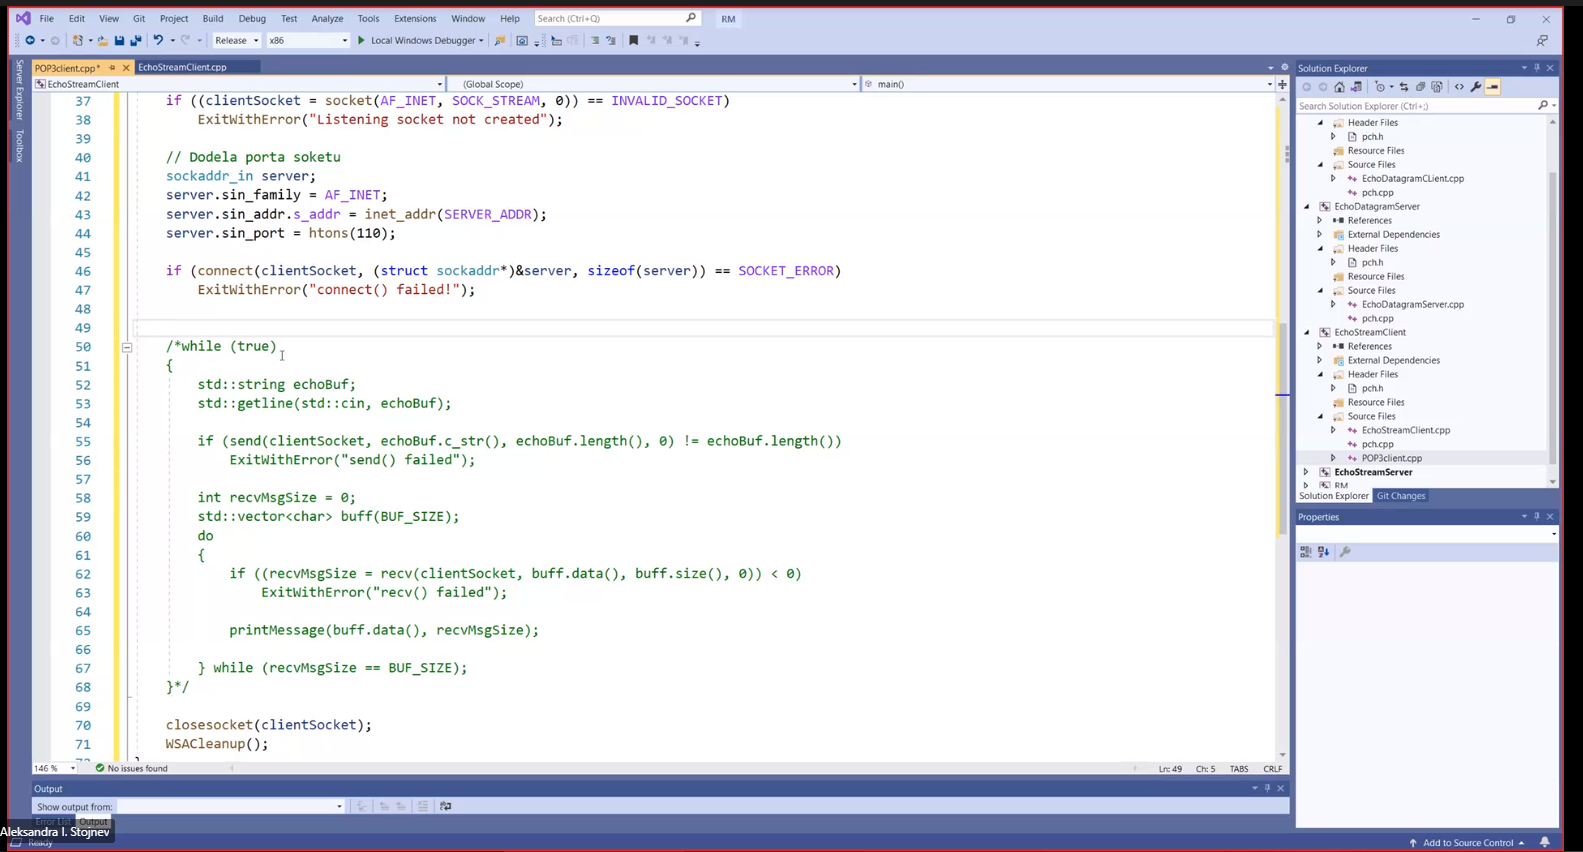 File Edit View Git Project Build Debug Test Analyze Tools Extensions Window Help Search (Ctrl+Q) RM
Release x86 Local Windows Debugger
Server Explorer
Toolbox
POP3client.cpp* EchoStreamClient.cpp
EchoStreamClient (Global Scope) main()
37 if ((clientSocket = socket(AF_INET, SOCK_STREAM, 0)) == INVALID_SOCKET)
38 ExitWithError("Listening socket not created");
39
40 // Dodela porta soketu
41 sockaddr_in server;
42 server.sin_family = AF_INET;
43 server.sin_addr.s_addr = inet_addr(SERVER_ADDR);
44 server.sin_port = htons(110);
45
46 if (connect(clientSocket, (struct sockaddr*)&server, sizeof(server)) == SOCKET_ERROR)
47 ExitWithError("connect() failed!");
48
49
50 /*while (true)
51 {
52 std::string echoBuf;
53 std::getline(std::cin, echoBuf);
54
55 if (send(clientSocket, echoBuf.c_str(), echoBuf.length(), 0) != echoBuf.length())
56 ExitWithError("send() failed");
57
58 int recvMsgSize = 0;
59 std::vector<char> buff(BUF_SIZE);
60 do
61 {
62 if ((recvMsgSize = recv(clientSocket, buff.data(), buff.size(), 0)) < 0)
63 ExitWithError("recv() failed");
64
65 printMessage(buff.data(), recvMsgSize);
66
67 } while (recvMsgSize == BUF_SIZE);
68 }*/
69
70 closesocket(clientSocket);
71 WSACleanup();
146 % No issues found Ln: 49 Ch: 5 TABS CRLF
Output
Show output from:
Error List Output
Aleksandra I. Stojnev
Ready Add to Source Control
Solution Explorer
Search Solution Explorer (Ctrl+;)
Header Files
pch.h
Resource Files
Source Files
EchoDatagramCLient.cpp
pch.cpp
EchoDatagramServer
References
External Dependencies
Header Files
pch.h
Resource Files
Source Files
EchoDatagramServer.cpp
pch.cpp
EchoStreamClient
References
External Dependencies
Header Files
pch.h
Resource Files
Source Files
EchoStreamClient.cpp
pch.cpp
POP3client.cpp
EchoStreamServer
RM
Solution Explorer Git Changes
Properties